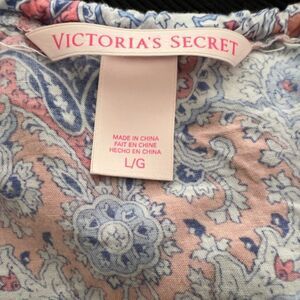 VICTORIA'S SECRET
MADE IN CHINA
FAIT EN CHINE
HECHO EN CHINA
L/G